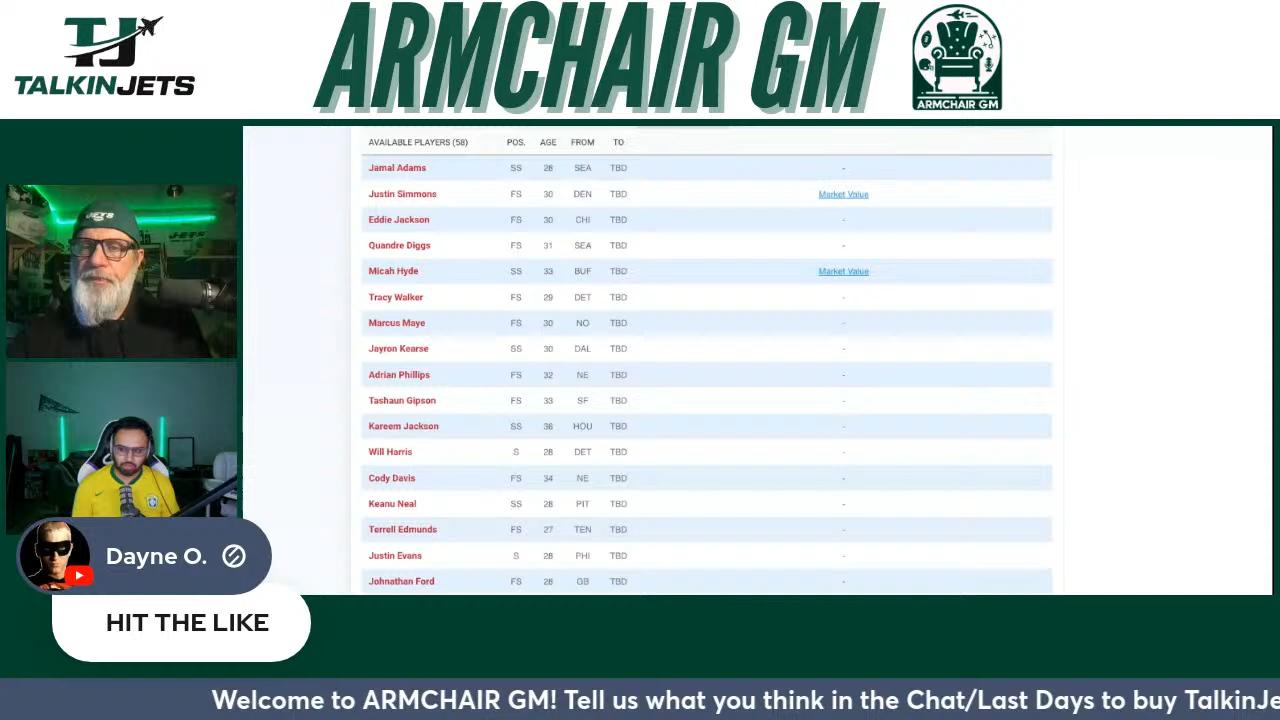 TJ
TALKINJETS
ARMCHAIR GM
ARMCHAIR GM
AVAILABLE PLAYERS (58) POS. AGE FROM TO
Jamal Adams SS 28 SEA TBD -
Justin Simmons FS 30 DEN TBD Market Value
Eddie Jackson FS 30 CHI TBD -
Quandre Diggs FS 31 SEA TBD -
Micah Hyde SS 33 BUF TBD Market Value
Tracy Walker FS 29 DET TBD -
Marcus Maye FS 30 NO TBD -
Jayron Kearse SS 30 DAL TBD -
Adrian Phillips FS 32 NE TBD -
Tashaun Gipson FS 33 SF TBD -
Kareem Jackson SS 36 HOU TBD -
Will Harris S 28 DET TBD -
Cody Davis FS 34 NE TBD -
Keanu Neal SS 28 PIT TBD -
Terrell Edmunds FS 27 TEN TBD -
Justin Evans S 28 PHI TBD -
Johnathan Ford FS 28 GB TBD -
JETS
JETS
Dayne O.
HIT THE LIKE
Welcome to ARMCHAIR GM! Tell us what you think in the Chat/Last Days to buy TalkinJe